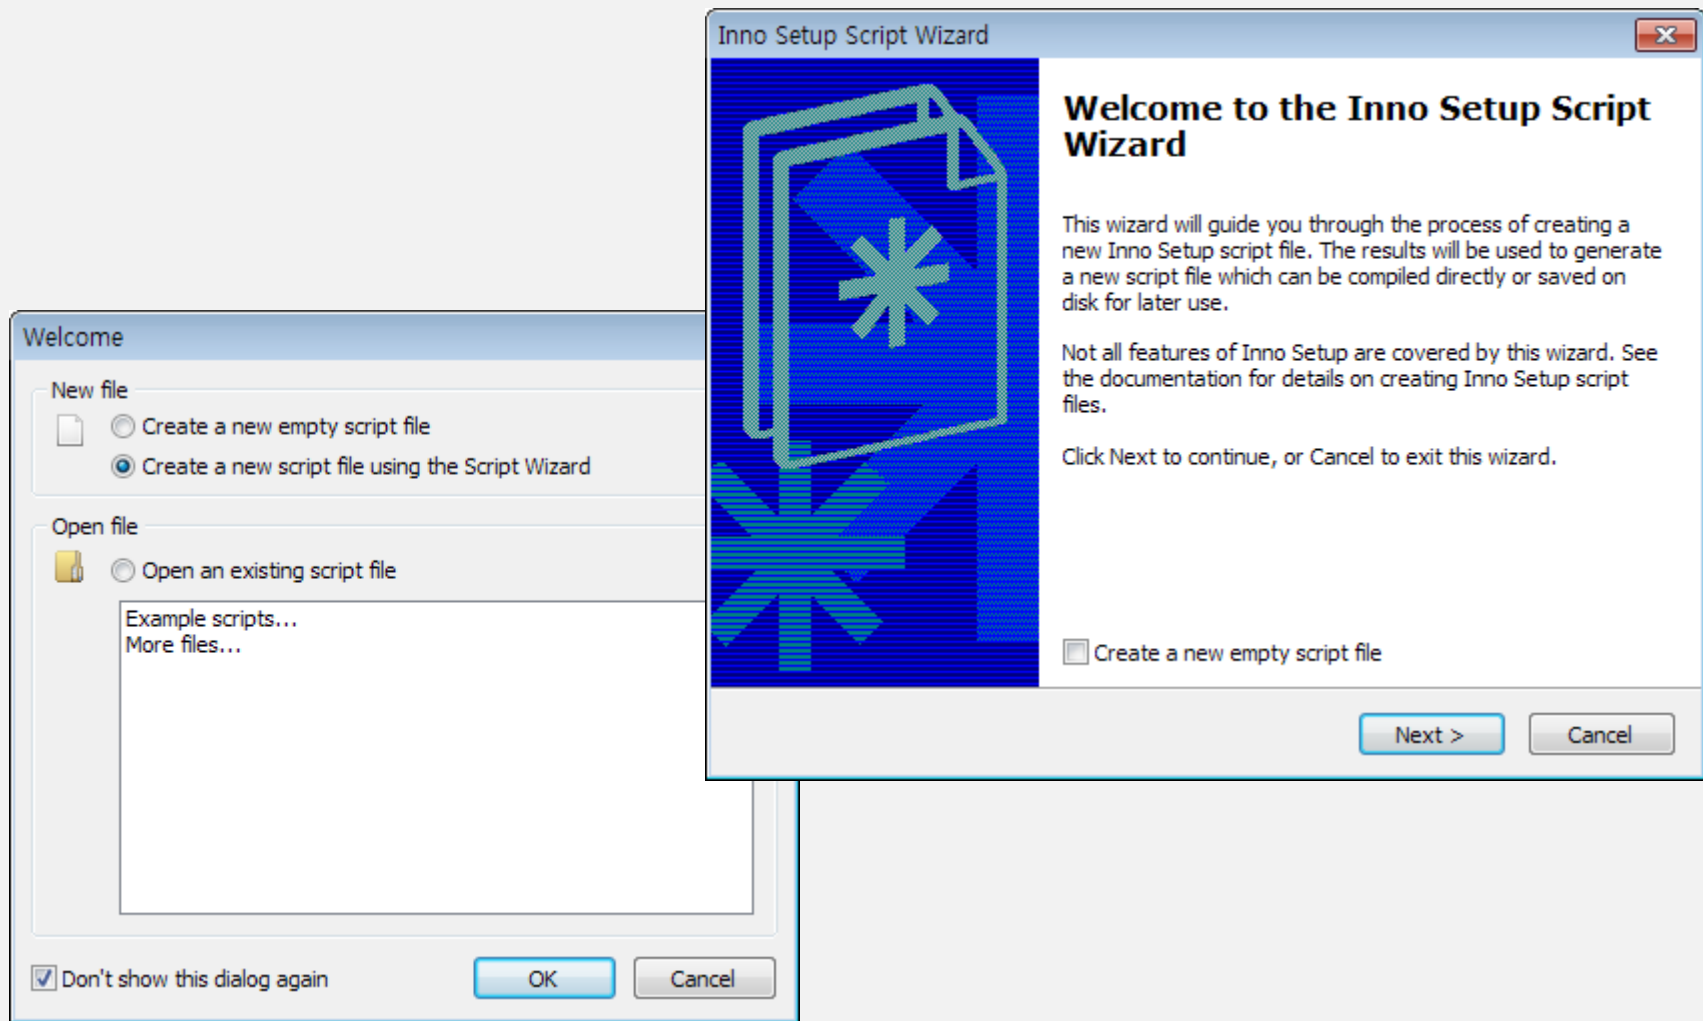 Inno Setup Script Wizard
Welcome to the Inno Setup Script
Wizard
This wizard will guide you through the process of creating a
new Inno Setup script file. The results will be used to generate
a new script file which can be compiled directly or saved on
disk for later use.
Not all features of Inno Setup are covered by this wizard. See
the documentation for details on creating Inno Setup script
files.
Click Next to continue, or Cancel to exit this wizard.
Create a new empty script file
Next >
Cancel
Welcome
New file
Create a new empty script file
Create a new script file using the Script Wizard
Open file
Open an existing script file
Example scripts...
More files...
Don't show this dialog again
OK
Cancel